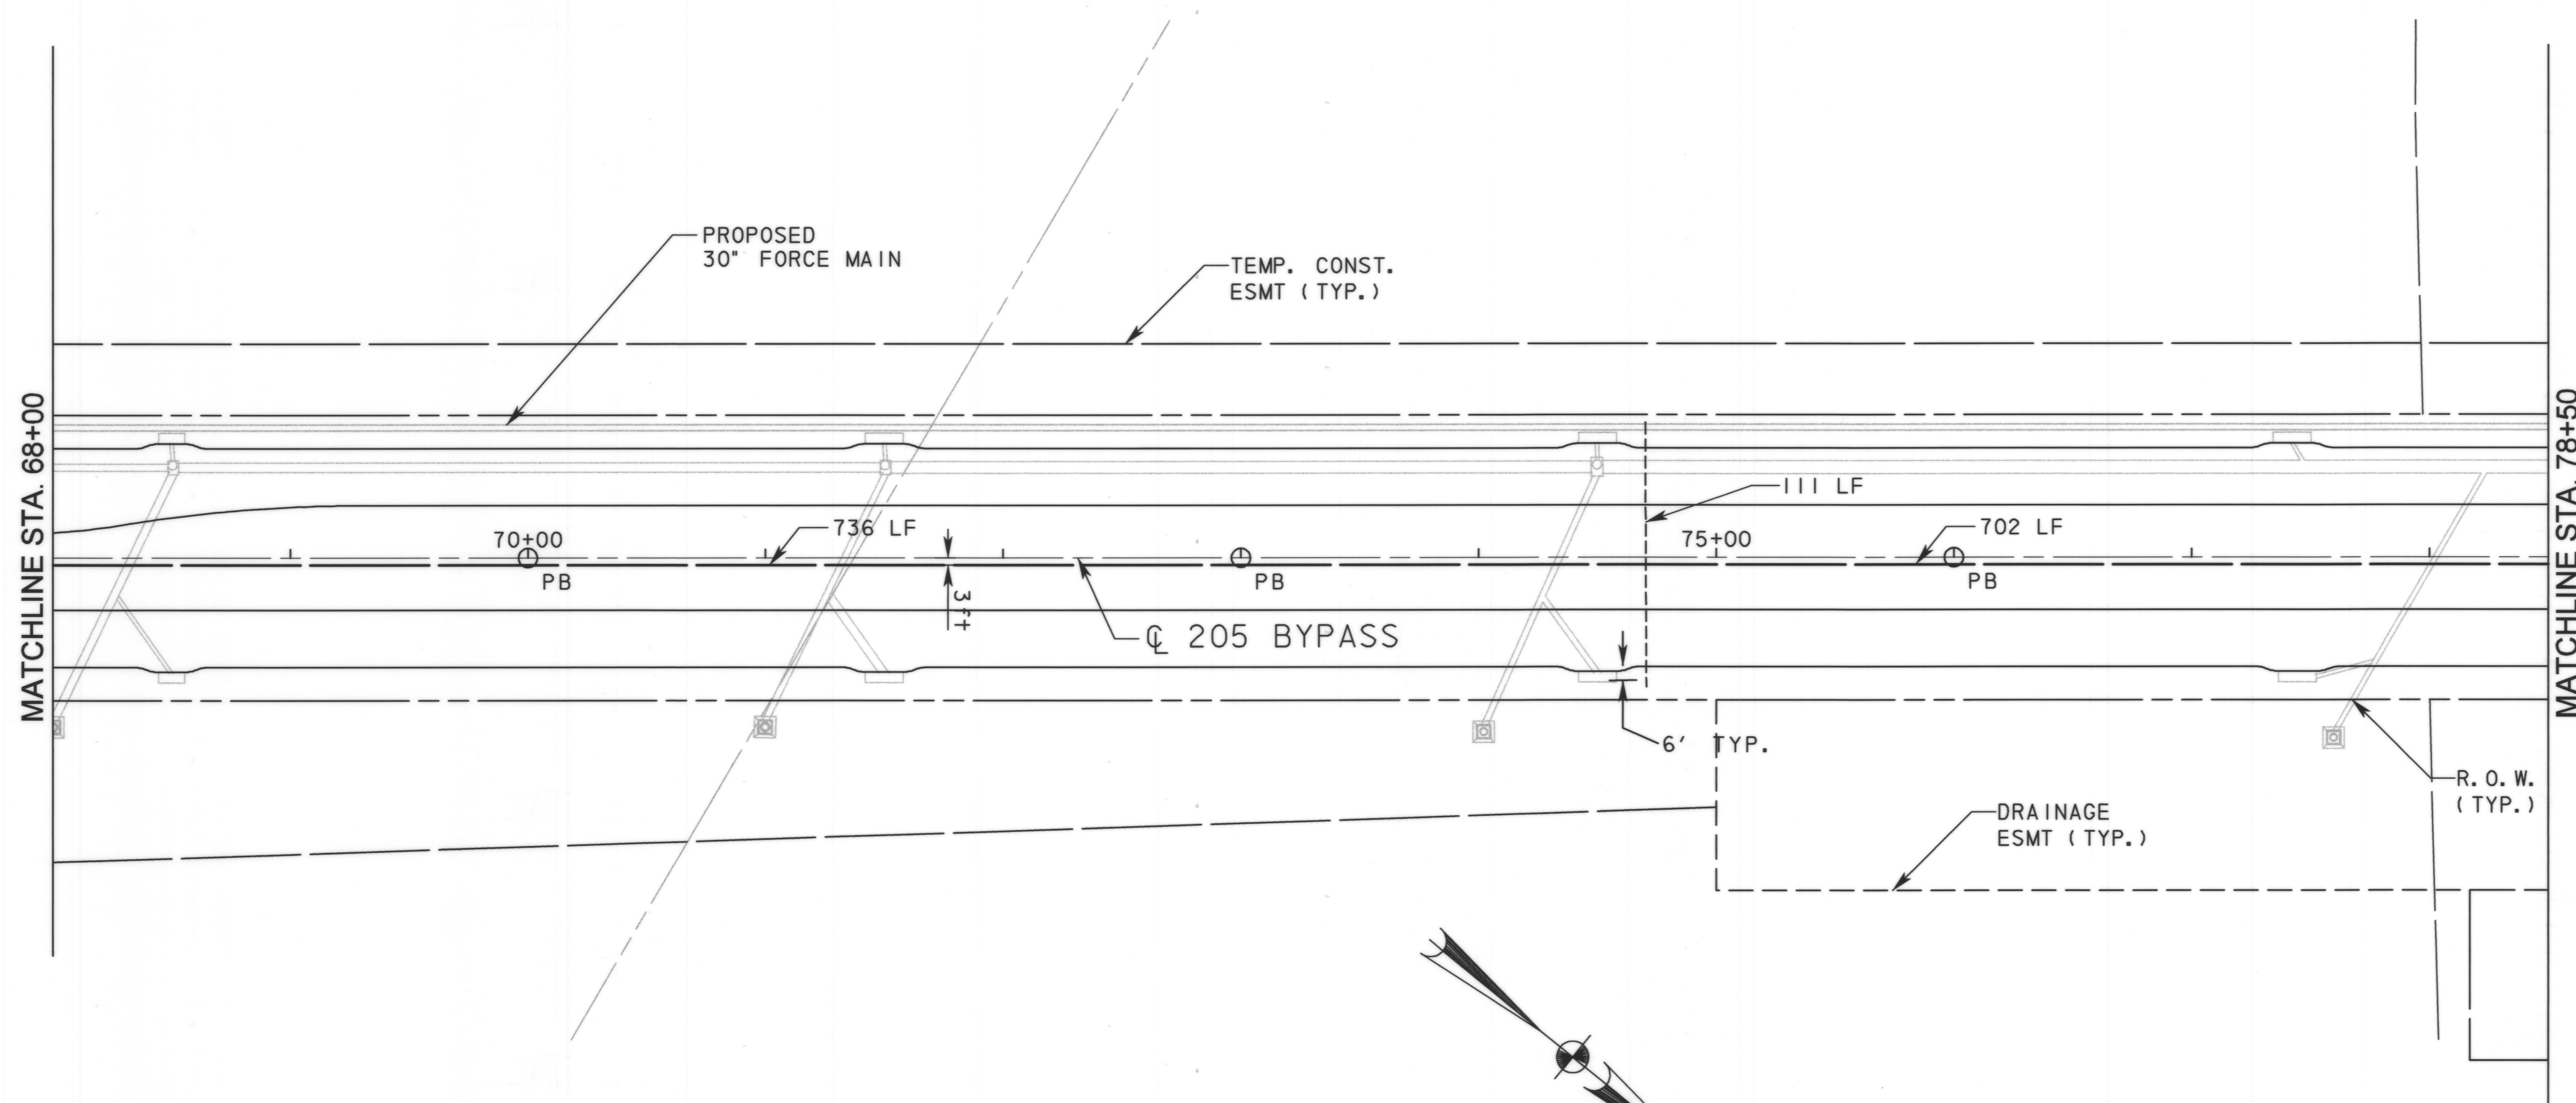 PROPOSED
30" FORCE MAIN
TEMP. CONST.
ESMT (TYP.)
MATCHLINE STA. 68+00
MATCHLINE STA. 78+50
111 LF
70+00
736 LF
75+00
702 LF
PB
PB
PB
3ft
℄ 205 BYPASS
6' TYP.
R.O.W.
(TYP.)
DRAINAGE
ESMT (TYP.)